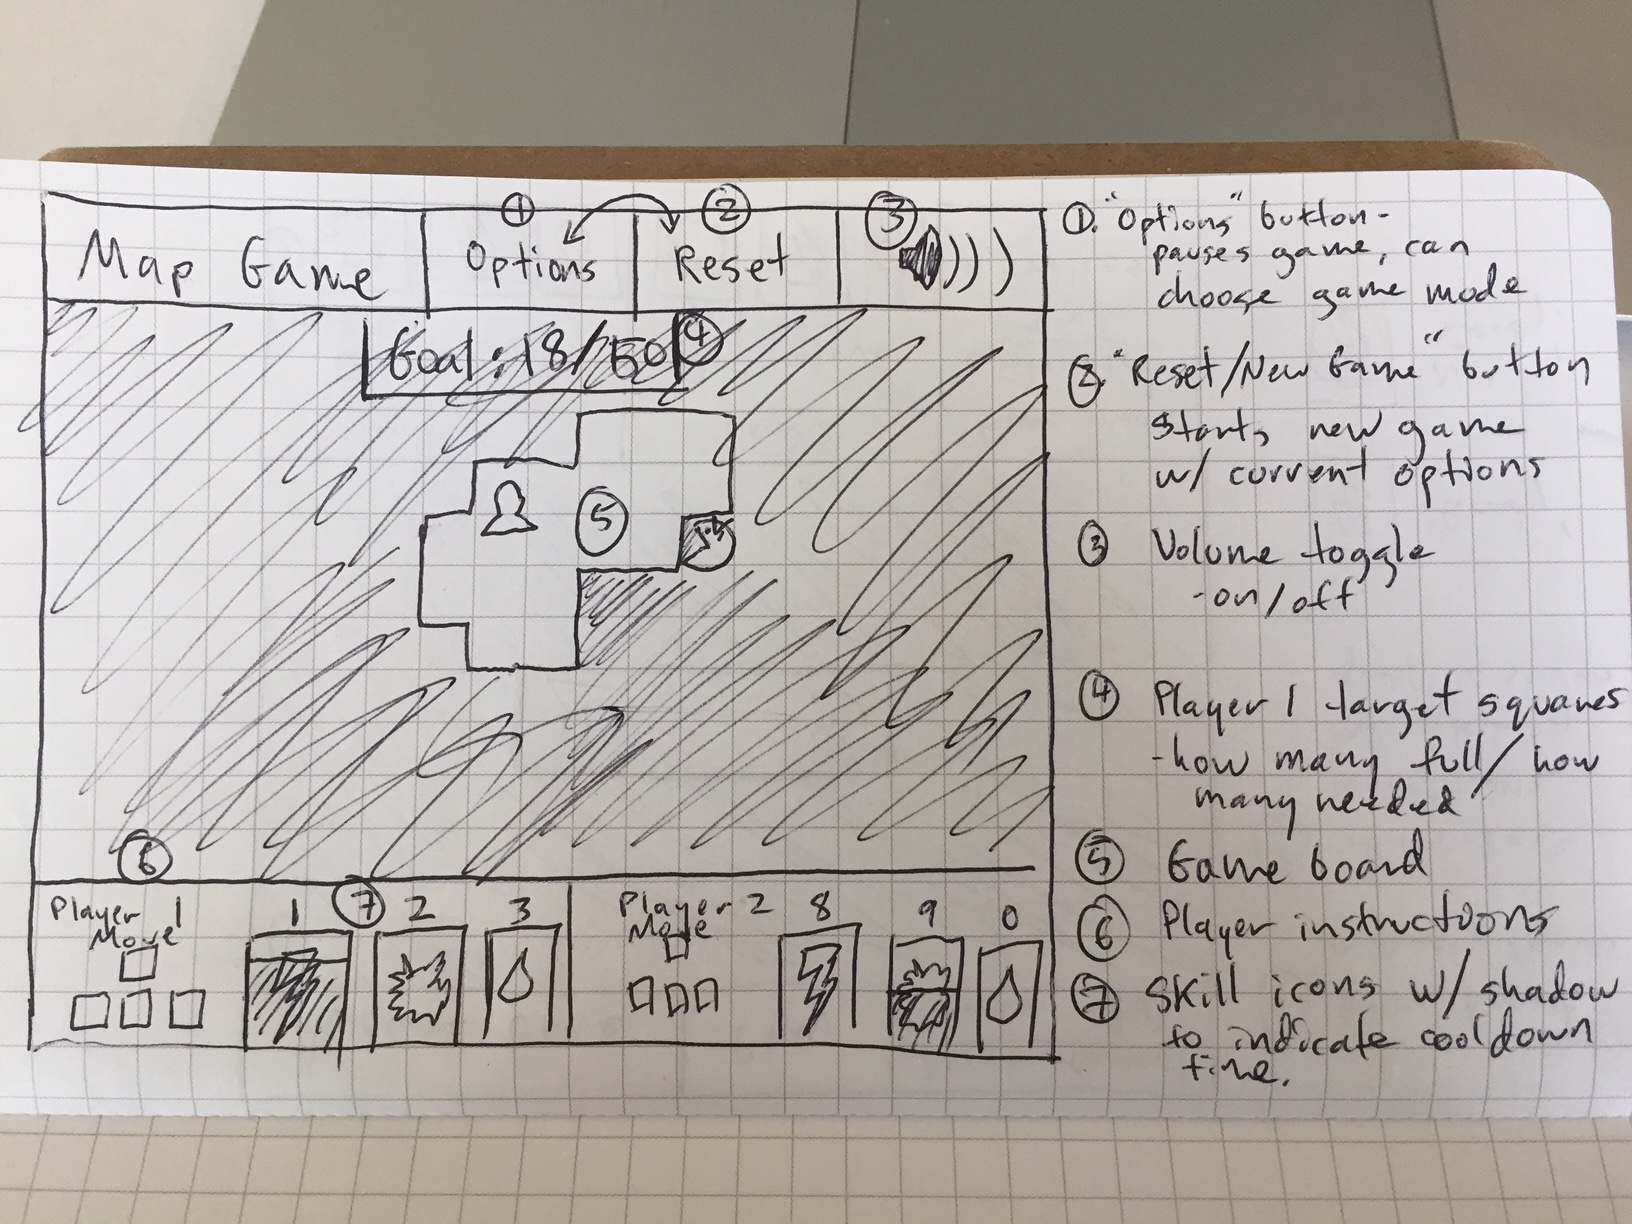 ① ② ③
Map Game Options Reset
Goal: 18/50 ④
⑤
⑥
Player 1 1 ⑦ 2 3 Player 2 8 9 0
Move Move
①. "Options" button -
pauses game, can
choose game mode
②. "Reset/New Game" button
starts new game
w/ current options
③ Volume toggle
- on/off
④ Player 1 target squares
- how many full/how
many needed
⑤ Game board
⑥ Player instructions
⑦ Skill icons w/ shadow
to indicate cooldown
time.